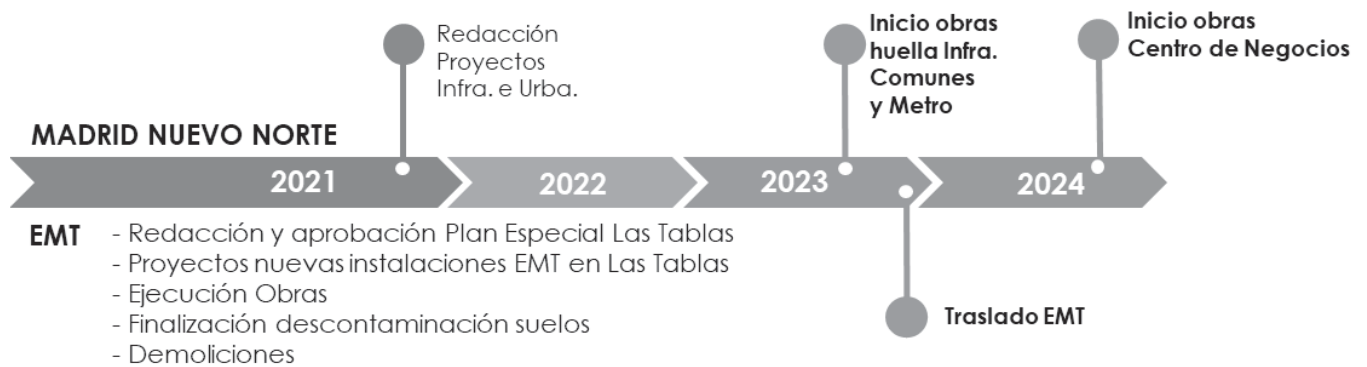 Redacción
Proyectos
Infra. e Urba.
Inicio obras
huella Infra.
Comunes
y Metro
Inicio obras
Centro de Negocios
MADRID NUEVO NORTE
2021
2022
2023
2024
EMT
- Redacción y aprobación Plan Especial Las Tablas
- Proyectos nuevas instalaciones EMT en Las Tablas
- Ejecución Obras
- Finalización descontaminación suelos
- Demoliciones
Traslado EMT